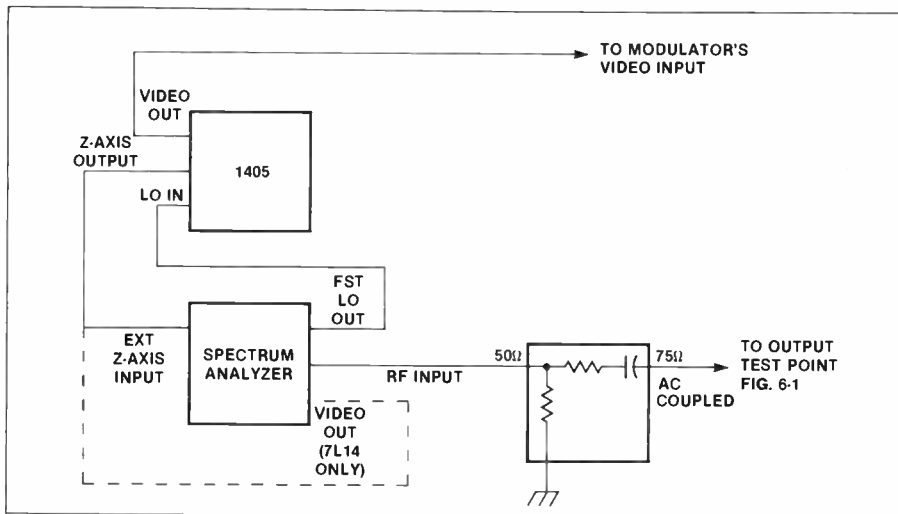 TO MODULATOR'S
VIDEO INPUT
VIDEO
OUT
Z-AXIS
OUTPUT
1405
LO IN
FST
LO
OUT
EXT
Z-AXIS
INPUT
SPECTRUM
ANALYZER
RF INPUT
50Ω
75Ω
AC
COUPLED
TO OUTPUT
TEST POINT
FIG. 6-1
VIDEO
OUT
(7L14
ONLY)